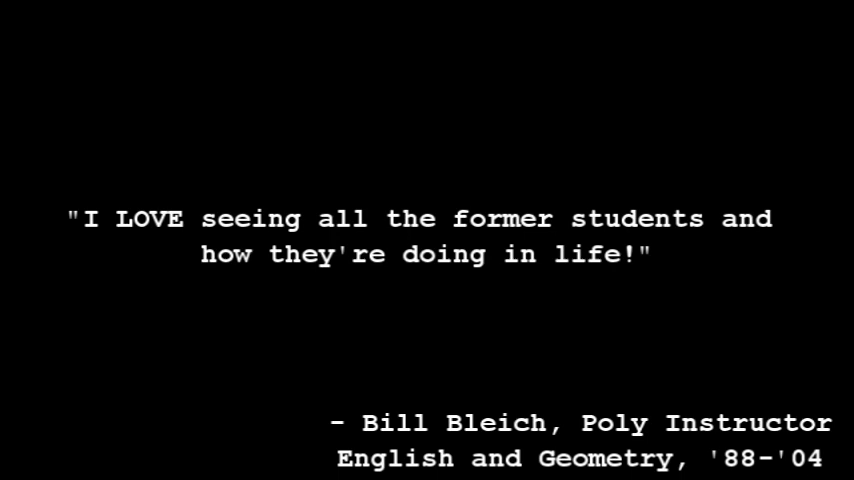 "I LOVE seeing all the former students and
how they're doing in life!"
- Bill Bleich, Poly Instructor
English and Geometry, '88-'04